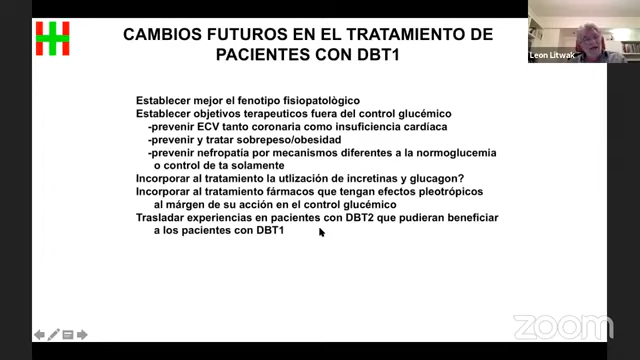 CAMBIOS FUTUROS EN EL TRATAMIENTO DE
PACIENTES CON DBT1
Leon Litwak
Establecer mejor el fenotipo fisiopatològico
Establecer objetivos terapeuticos fuera del control glucémico
-prevenir ECV tanto coronaria como insuficiencia cardíaca
-prevenir y tratar sobrepeso/obesidad
-prevenir nefropatía por mecanismos diferentes a la normoglucemia
o control de ta solamente
Incorporar al tratamiento la utlización de incretinas y glucagon?
Incorporar al tratamiento fármacos que tengan efectos pleotrópicos
al márgen de su acción en el control glucémico
Trasladar experiencias en pacientes con DBT2 que pudieran beneficiar
a los pacientes con DBT1
zoom